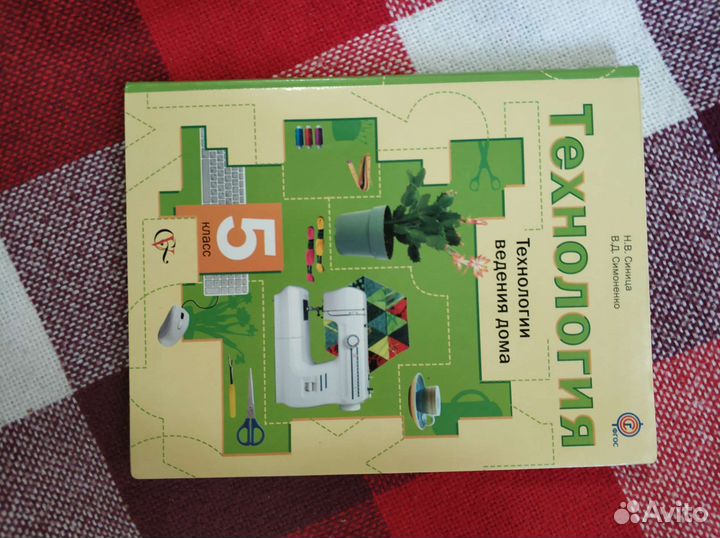 Н.В. Синица
В.Д. Симоненко
Технология
Технологии
ведения дома
5
класс
ФГОС
Avito